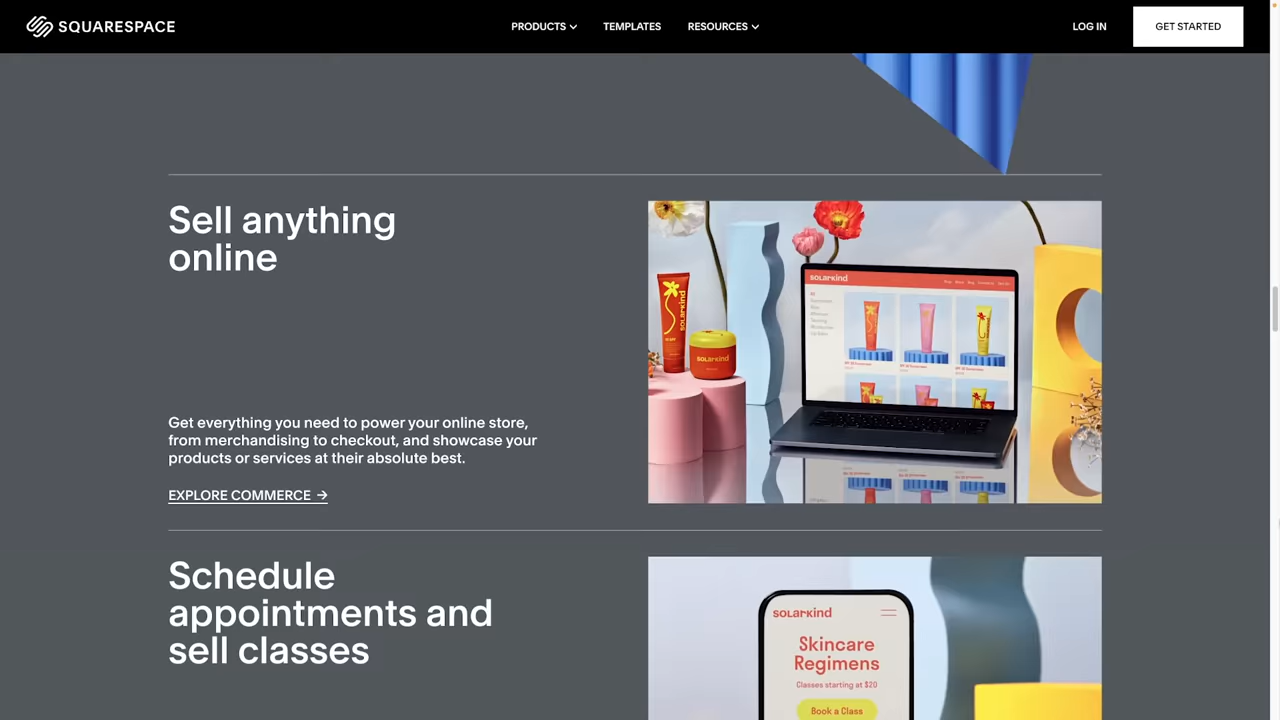 SQUARESPACE
PRODUCTS
TEMPLATES
RESOURCES
LOG IN
GET STARTED
Sell anything
online
Get everything you need to power your online store,
from merchandising to checkout, and showcase your
products or services at their absolute best.
EXPLORE COMMERCE →
solarkind
solarkind
solarkind
Schedule
appointments and
sell classes
solarkind
Skincare
Regimens
Classes starting at $20
Book a Class